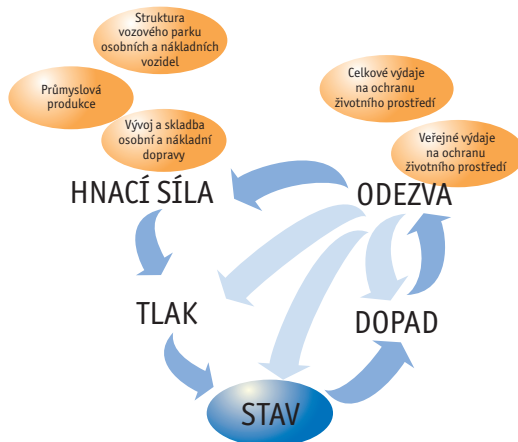 Struktura
vozového parku
osobních a nákladních
vozidel
Průmyslová
produkce
Vývoj a skladba
osobní a nákladní
dopravy
Celkové výdaje
na ochranu
životního prostředí
Veřejné výdaje
na ochranu
životního prostředí
HNACÍ SÍLA
ODEZVA
TLAK
DOPAD
STAV